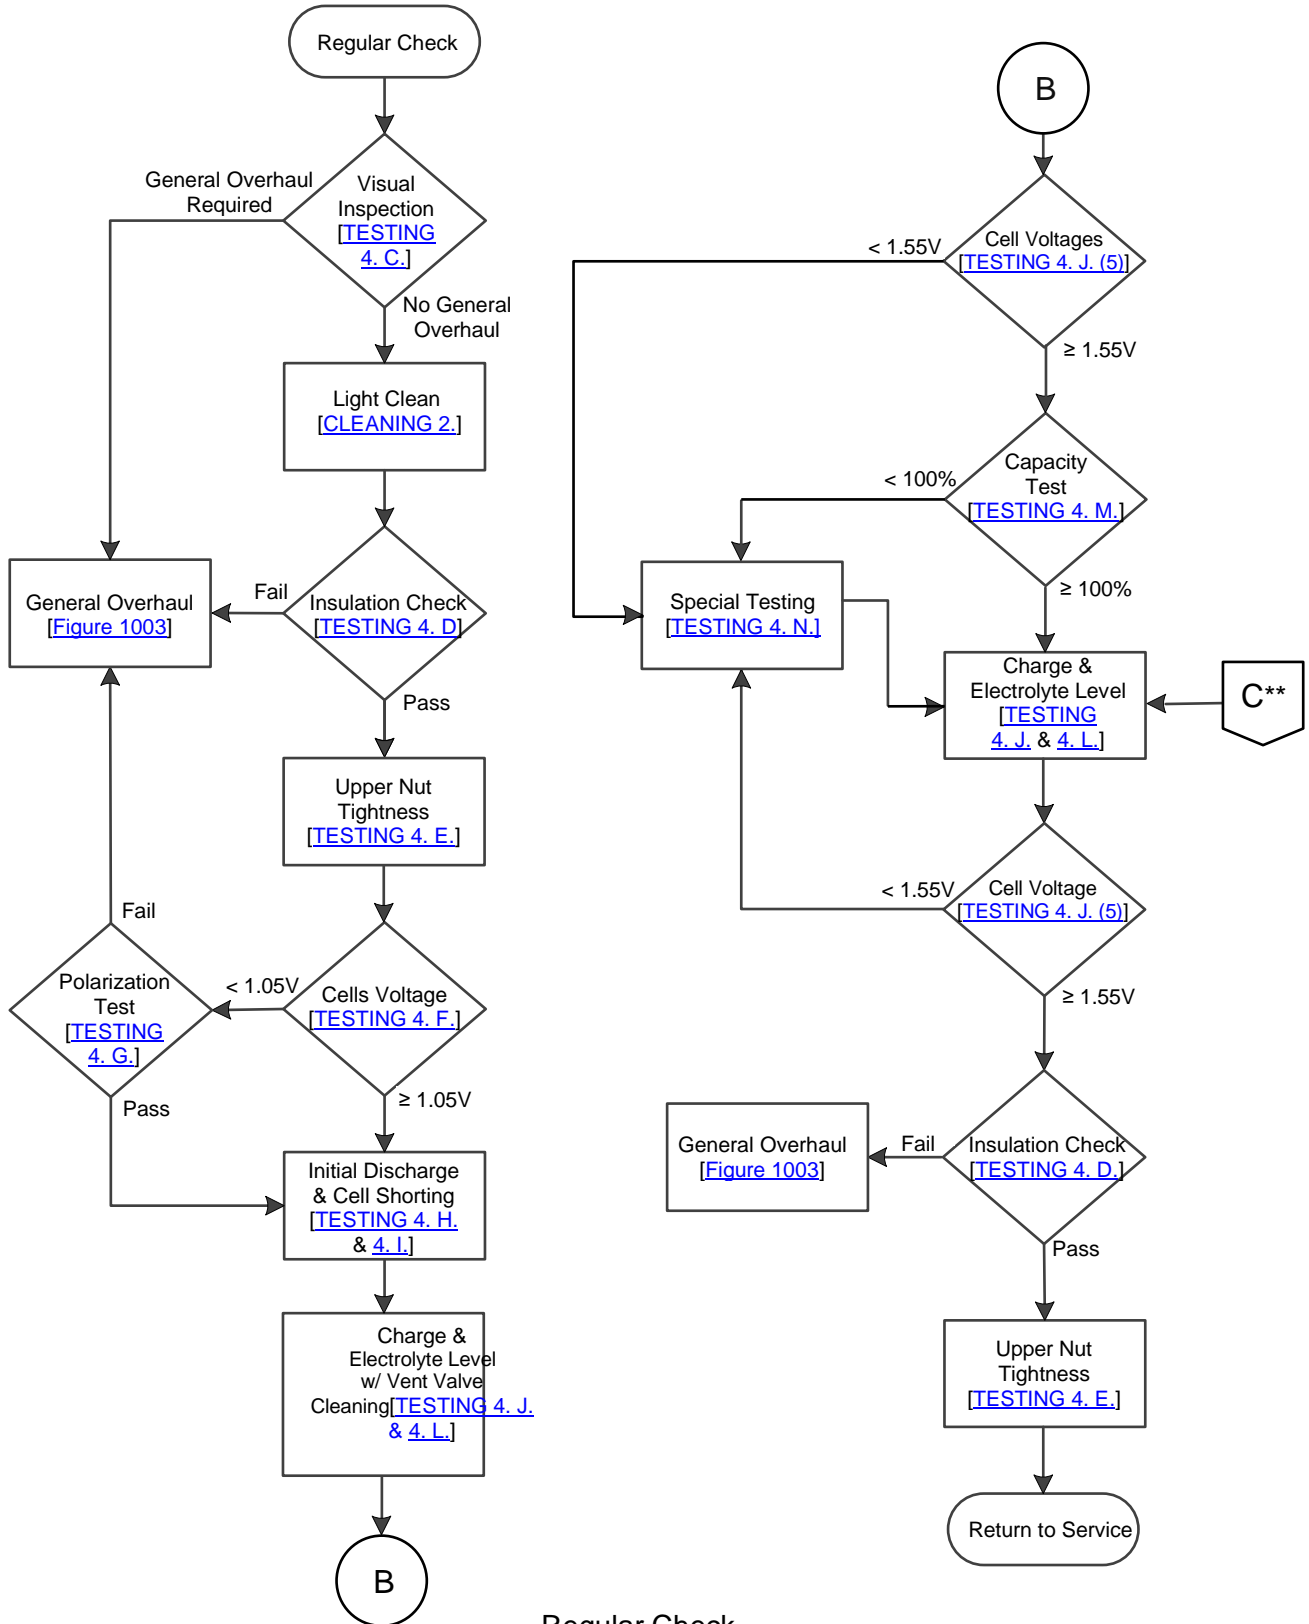 Regular Check
General Overhaul
Required
Visual
Inspection
[TESTING
4. C.]
No General
Overhaul
Light Clean
[CLEANING 2.]
General Overhaul
[Figure 1003]
Fail
Insulation Check
[TESTING 4. D]
Pass
Upper Nut
Tightness
[TESTING 4. E.]
Fail
Polarization
Test
[TESTING
4. G.]
Pass
< 1.05V
Cells Voltage
[TESTING 4. F.]
≥ 1.05V
Initial Discharge
& Cell Shorting
[TESTING 4. H.
& 4. I.]
Charge &
Electrolyte Level
w/ Vent Valve
Cleaning[TESTING 4. J.
& 4. L.]
B
B
< 1.55V
Cell Voltages
[TESTING 4. J. (5)]
≥ 1.55V
< 100%
Capacity
Test
[TESTING 4. M.]
≥ 100%
Special Testing
[TESTING 4. N.]
Charge &
Electrolyte Level
[TESTING
4. J. & 4. L.]
C**
< 1.55V
Cell Voltage
[TESTING 4. J. (5)]
≥ 1.55V
General Overhaul
[Figure 1003]
Fail
Insulation Check
[TESTING 4. D.]
Pass
Upper Nut
Tightness
[TESTING 4. E.]
Return to Service
Regular Check